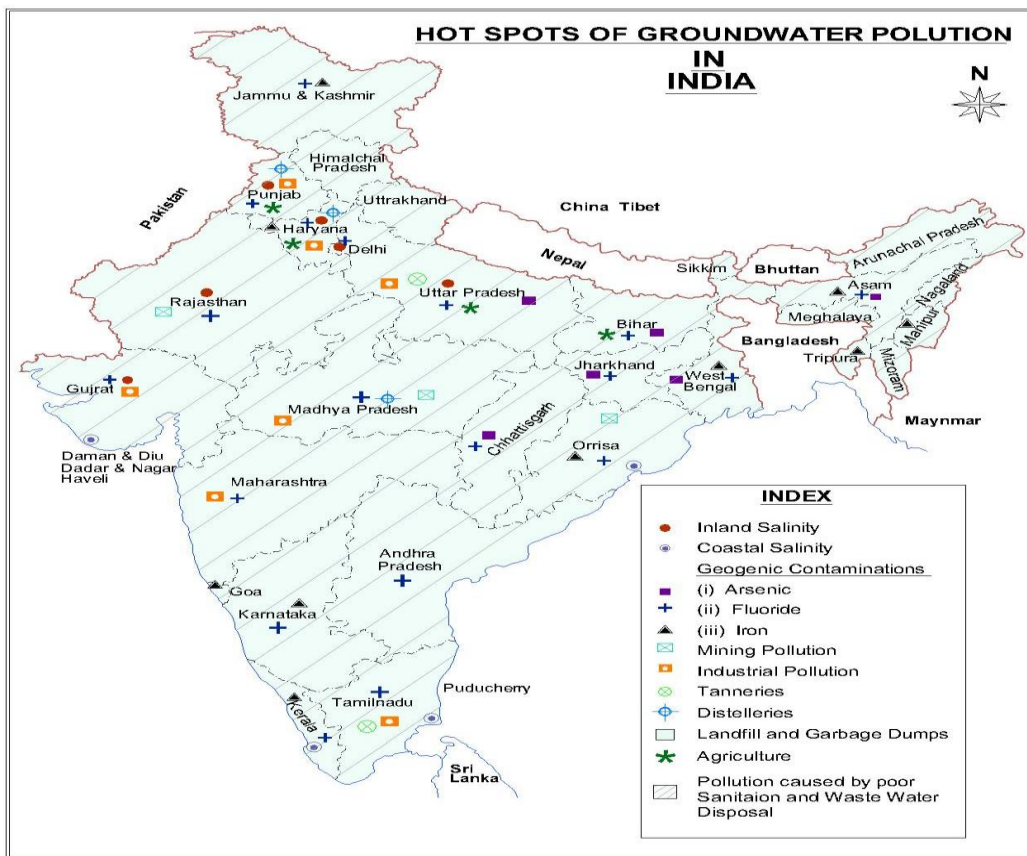 HOT SPOTS OF GROUNDWATER POLUTION
IN
INDIA
N
Jammu & Kashmir
Himalchal
Pradesh
Punjab
Uttrakhand
Pakistan
China Tibet
Haryana
Delhi
Nepal
Sikkim
Bhuttan
Arunachal Pradesh
Rajasthan
Uttar Pradesh
Asam
Nagaland
Meghalaya
Manipur
Bihar
Bangladesh
Tripura
Mizoram
Jharkhand
West
Bengal
Gujrat
Madhya Pradesh
Chhattisgarh
Maynmar
Orrisa
Daman & Diu
Dadar & Nagar
Haveli
Maharashtra
Andhra
Pradesh
Goa
Karnataka
Puducherry
Tamilnadu
Kerala
Sri
Lanka
INDEX
Inland Salinity
Coastal Salinity
Geogenic Contaminations
(i) Arsenic
(ii) Fluoride
(iii) Iron
Mining Pollution
Industrial Pollution
Tanneries
Distelleries
Landfill and Garbage Dumps
Agriculture
Pollution caused by poor
Sanitaion and Waste Water
Disposal